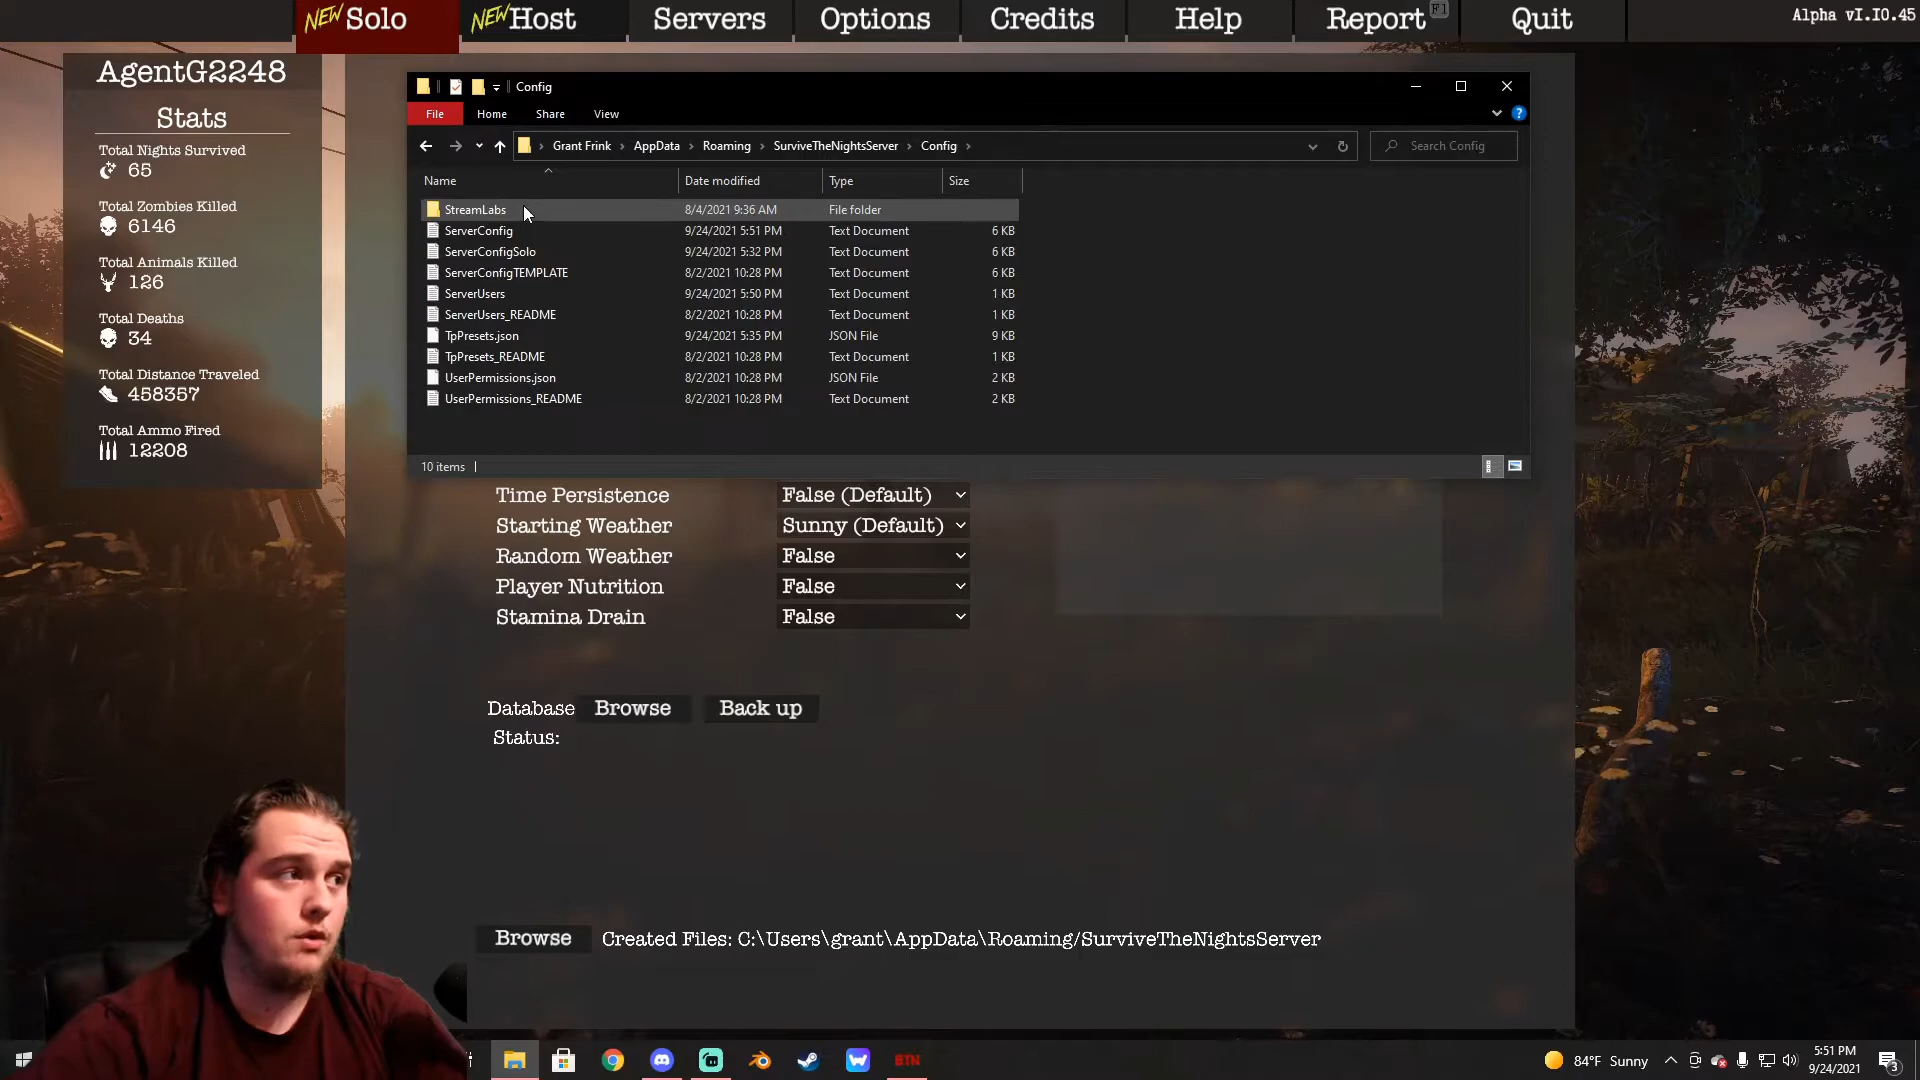 NEW Solo
NEW Host
Servers
Options
Credits
Help
Report F1
Quit
Alpha v1.10.45
AgentG2248
Stats
Total Nights Survived
65
Total Zombies Killed
6146
Total Animals Killed
126
Total Deaths
34
Total Distance Traveled
458357
Total Ammo Fired
12208
Config
File Home Share View
Grant Frink › AppData › Roaming › SurviveTheNightsServer › Config ›
Search Config
Name Date modified Type Size
StreamLabs 8/4/2021 9:36 AM File folder
ServerConfig 9/24/2021 5:51 PM Text Document 6 KB
ServerConfigSolo 9/24/2021 5:32 PM Text Document 6 KB
ServerConfigTEMPLATE 8/2/2021 10:28 PM Text Document 6 KB
ServerUsers 9/24/2021 5:50 PM Text Document 1 KB
ServerUsers_README 8/2/2021 10:28 PM Text Document 1 KB
TpPresets.json 9/24/2021 5:35 PM JSON File 9 KB
TpPresets_README 8/2/2021 10:28 PM Text Document 1 KB
UserPermissions.json 8/2/2021 10:28 PM JSON File 2 KB
UserPermissions_README 8/2/2021 10:28 PM Text Document 2 KB
10 items
Time Persistence False (Default)
Starting Weather Sunny (Default)
Random Weather False
Player Nutrition False
Stamina Drain False
Database Browse Back up
Status:
Browse Created Files: C:\Users\grant\AppData\Roaming/SurviveTheNightsServer
STN
84°F Sunny
5:51 PM
9/24/2021
3